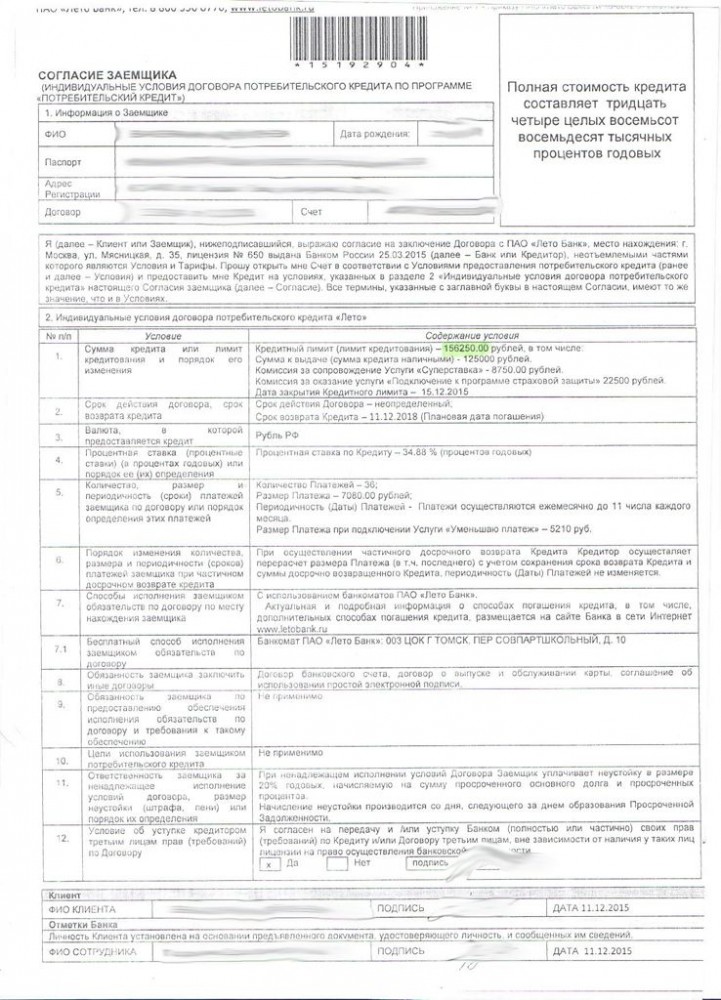 ПАО «Лето Банк», тел. 8 800 550 0770, www.letobank.ru
*15192904*
СОГЛАСИЕ ЗАЕМЩИКА
(ИНДИВИДУАЛЬНЫЕ УСЛОВИЯ ДОГОВОРА ПОТРЕБИТЕЛЬСКОГО КРЕДИТА ПО ПРОГРАММЕ
«ПОТРЕБИТЕЛЬСКИЙ КРЕДИТ»)
Полная стоимость кредита
составляет тридцать
четыре целых восемьсот
восемьдесят тысячных
процентов годовых
1. Информация о Заемщике
ФИО
Дата рождения:
Паспорт
Адрес
Регистрации
Договор
Счет
Я (далее – Клиент или Заемщик), нижеподписавшийся, выражаю согласие на заключение Договора с ПАО «Лето Банк», место нахождения: г.
Москва, ул. Мясницкая, д. 35, лицензия № 650 выдана Банком России 25.03.2015 (далее – Банк или Кредитор), неотъемлемыми частями
которого являются Условия и Тарифы. Прошу открыть мне Счет в соответствии с Условиями предоставления потребительского кредита (ранее
и далее – Условия) и предоставить мне Кредит на условиях, указанных в разделе 2 «Индивидуальные условия договора потребительского
кредита» настоящего Согласия заемщика (далее – Согласие). Все термины, указанные с заглавной буквы в настоящем Согласии, имеют то же
значение, что и в Условиях.
2. Индивидуальные условия договора потребительского кредита «Лето»
№ п/п
Условие
Содержание условия
1.
Сумма кредита или лимит
кредитования и порядок его
изменения
Кредитный лимит (лимит кредитования) – 156250.00 рублей, в том числе:
Сумма к выдаче (сумма кредита наличными) - 125000 рублей.
Комиссия за сопровождение Услуги «Суперставка» - 8750.00 рублей.
Комиссия за оказание услуги «Подключение к программе страховой защиты» 22500 рублей.
Дата закрытия Кредитного лимита – 15.12.2015
2.
Срок действия договора, срок
возврата кредита
Срок действия Договора – неопределенный;
Срок возврата Кредита – 11.12.2018 (Плановая дата погашения)
3.
Валюта, в которой
предоставляется кредит
Рубль РФ
4.
Процентная ставка (процентные
ставки) (в процентах годовых) или
порядок ее (их) определения
Процентная ставка по Кредиту – 34.88 % (процентов годовых)
5.
Количество, размер и
периодичность (сроки) платежей
заемщика по договору или порядок
определения этих платежей
Количество Платежей – 36;
Размер Платежа – 7080.00 рублей;
Периодичность (Даты) Платежей - Платежи осуществляются ежемесячно до 11 числа каждого
месяца.
Размер Платежа при подключении Услуги «Уменьшаю платеж» – 5210 руб.
6.
Порядок изменения количества,
размера и периодичности (сроков)
платежей заемщика при частичном
досрочном возврате кредита
При осуществлении частичного досрочного возврата Кредита Кредитор осуществляет
перерасчет размера Платежа (в т.ч. последнего) с учетом сохранения срока возврата Кредита и
суммы досрочно возвращенного Кредита, периодичность (Даты) Платежей не изменяется.
7.
Способы исполнения заемщиком
обязательств по договору по месту
нахождения заемщика
С использованием банкоматов ПАО «Лето Банк».
Актуальная и подробная информация о способах погашения кредита, в том числе,
дополнительных способах погашения кредита, размещается на сайте Банка в сети Интернет
www.letobank.ru
7.1
Бесплатный способ исполнения
заемщиком обязательств по
договору
Банкомат ПАО «Лето Банк»: 003 ЦОК Г ТОМСК, ПЕР СОВПАРТШКОЛЬНЫЙ, Д. 10
8.
Обязанность заемщика заключить
иные договоры
Договор банковского счета, договор о выпуске и обслуживании карты, соглашение об
использовании простой электронной подписи.
9.
Обязанность заемщика по
предоставлению обеспечения
исполнения обязательств по
договору и требования к такому
обеспечению
Не применимо
10.
Цели использования заемщиком
потребительского кредита
Не применимо
11.
Ответственность заемщика за
ненадлежащее исполнение
условий договора, размер
неустойки (штрафа, пени) или
порядок их определения
При ненадлежащем исполнении условий Договора Заемщик уплачивает неустойку в размере
20% годовых, начисляемую на сумму просроченного основного долга и просроченных
процентов.
Начисление неустойки производится со дня, следующего за днем образования Просроченной
Задолженности.
12.
Условие об уступке кредитором
третьим лицам прав (требований)
по Договору
Я согласен на передачу и /или уступку Банком (полностью или частично) своих прав
(требований) по Кредиту и/или Договору третьим лицам, вне зависимости от наличия у таких лиц
лицензии на право осуществления банковской
x Да Нет подпись
Клиент
ФИО КЛИЕНТА ПОДПИСЬ ДАТА 11.12.2015
Отметки Банка
Личность Клиента установлена на основании предъявленного документа, удостоверяющего личность, и сообщенных им сведений.
ФИО СОТРУДНИКА ПОДПИСЬ ДАТА 11.12.2015